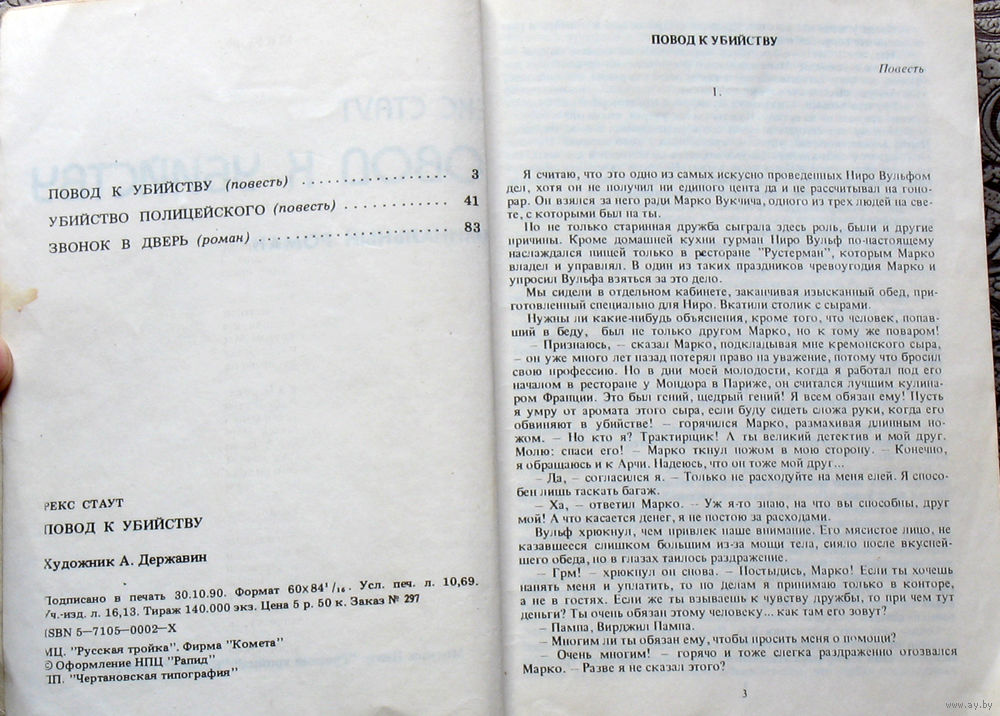 ПОВОД К УБИЙСТВУ (повесть) . . . . . . . . . . . . . . . . 3
УБИЙСТВО ПОЛИЦЕЙСКОГО (повесть) . . . . . . . . . . . 41
ЗВОНОК В ДВЕРЬ (роман) . . . . . . . . . . . . . . . . . . . . 83
РЕКС СТАУТ
ПОВОД К УБИЙСТВУ
Художник А. Державин
Подписано в печать 30.10.90. Формат 60×84¹/₁₆. Усл. печ. л. 10,69.
Уч.-изд. л. 16,13. Тираж 140.000 экз. Цена 5 р. 50 к. Заказ № 297
ISBN 5-7105-0002-X
МЦ. "Русская тройка". Фирма "Комета"
© Оформление НПЦ "Рапид"
ПП. "Чертановская типография"
ПОВОД К УБИЙСТВУ
Повесть
1.
Я считаю, что это одно из самых искусно проведенных Ниро Вульфом
дел, хотя он не получил ни единого цента да и не рассчитывал на гоно-
рар. Он взялся за него ради Марко Вукчича, одного из трех людей на све-
те, с которыми был на ты.
Но не только старинная дружба сыграла здесь роль, были и другие
причины. Кроме домашней кухни гурман Ниро Вульф по-настоящему
наслаждался пищей только в ресторане "Рустерман", которым Марко
владел и управлял. В один из таких праздников чревоугодия Марко и
упросил Вульфа взяться за это дело.
Мы сидели в отдельном кабинете, заканчивая изысканный обед, при-
готовленный специально для Ниро. Вкатили столик с сырами.
Нужны ли какие-нибудь объяснения, кроме того, что человек, попав-
ший в беду, был не только другом Марко, но к тому же поваром!
– Признаюсь, – сказал Марко, подкладывая мне кремонского сыра,
– он уже много лет назад потерял право на уважение, потому что бросил
свою профессию. Но в дни моей молодости, когда я работал под его
началом в ресторане у Мондора в Париже, он считался лучшим кулина-
ром Франции. Это был гений, щедрый гений! Я всем обязан ему! Пусть
я умру от аромата этого сыра, если буду сидеть сложа руки, когда его
обвиняют в убийстве! – горячился Марко, размахивая длинным но-
жом. – Но кто я? Трактирщик! А ты великий детектив и мой друг.
Молю: спаси его! – Марко ткнул ножом в мою сторону. – Конечно,
я обращаюсь и к Арчи. Надеюсь, что он тоже мой друг...
– Да, – согласился я. – Только не расходуйте на меня елей. Я спосо-
бен лишь таскать багаж.
– Ха, – ответил Марко. – Уж я-то знаю, на что вы способны, друг
мой! А что касается денег, я не постою за расходами.
Вульф хрюкнул, чем привлек наше внимание. Его мясистое лицо, не
казавшееся слишком большим из-за мощи тела, сияло после вкусней-
шего обеда, но в глазах таилось раздражение.
– Грм! – хрюкнул он снова. – Постыдись, Марко! Если ты хочешь
нанять меня и уплатить, то по делам я принимаю только в конторе,
а не в гостях. Если же ты взываешь к чувству дружбы, то при чем тут
деньги? Ты очень обязан этому человеку... как там его зовут?
– Пампа, Вирджил Пампа.
– Многим ли ты обязан ему, чтобы просить меня о помощи?
– Очень многим! – горячо и тоже слегка раздраженно отозвался
Марко. – Разве я не сказал этого?
3
www.ay.by